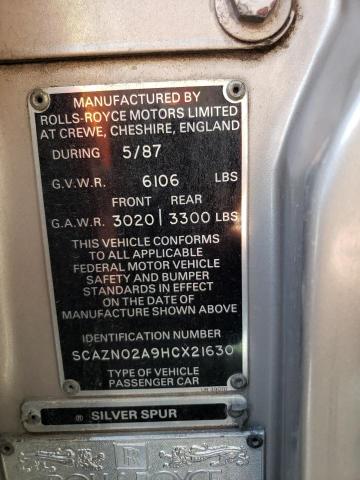 MANUFACTURED BY
ROLLS-ROYCE MOTORS LIMITED
AT CREWE, CHESHIRE, ENGLAND
DURING 5/87
G.V.W.R. 6106 LBS
FRONT REAR
G.A.W.R. 3020 3300 LBS
THIS VEHICLE CONFORMS
TO ALL APPLICABLE
FEDERAL MOTOR VEHICLE
SAFETY AND BUMPER
STANDARDS IN EFFECT
ON THE DATE OF
MANUFACTURE SHOWN ABOVE
IDENTIFICATION NUMBER
SCAZN02A9HCX21630
TYPE OF VEHICLE
PASSENGER CAR
® SILVER SPUR
R
ROLLS-ROYCE